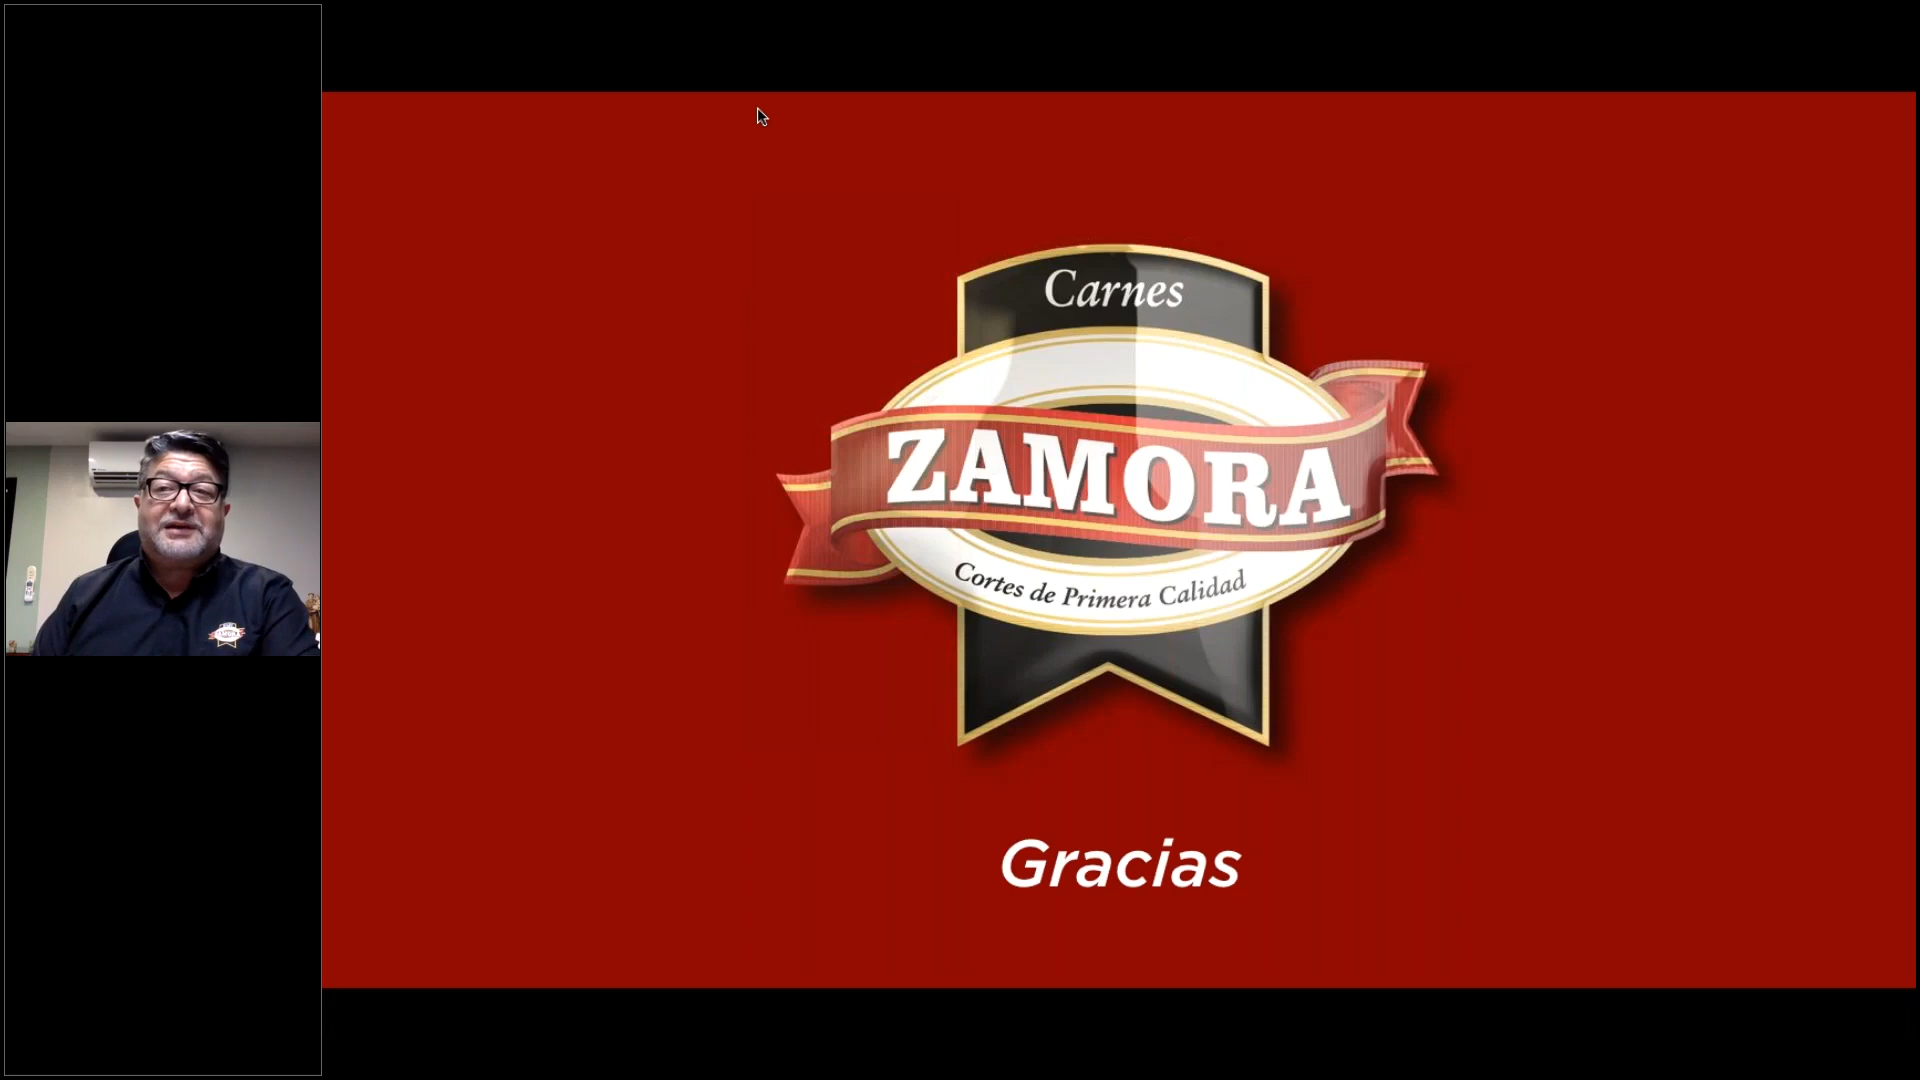 Carnes
ZAMORA
Cortes de Primera Calidad
Gracias